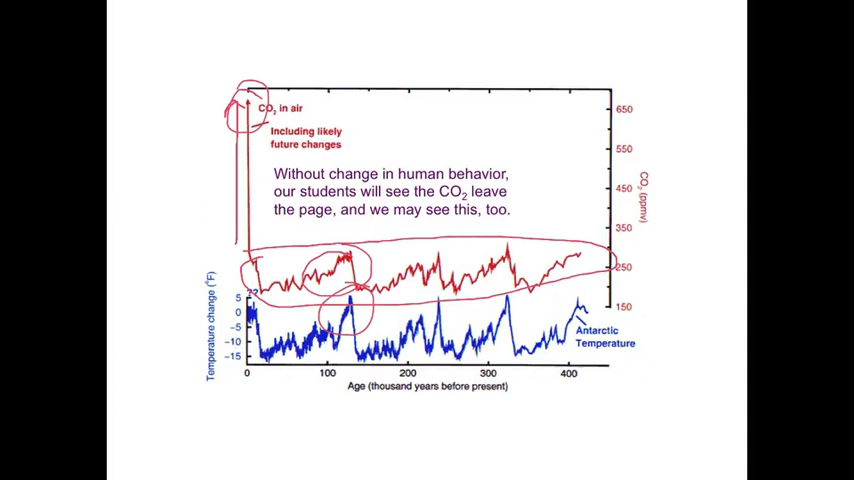 CO2 in air
Including likely
future changes
Without change in human behavior,
our students will see the CO2 leave
the page, and we may see this, too.
650
550
450
350
250
150
CO2 (ppmv)
Temperature change (°F)
??
5
0
-5
-10
-15
Antarctic
Temperature
0
100
200
300
400
Age (thousand years before present)